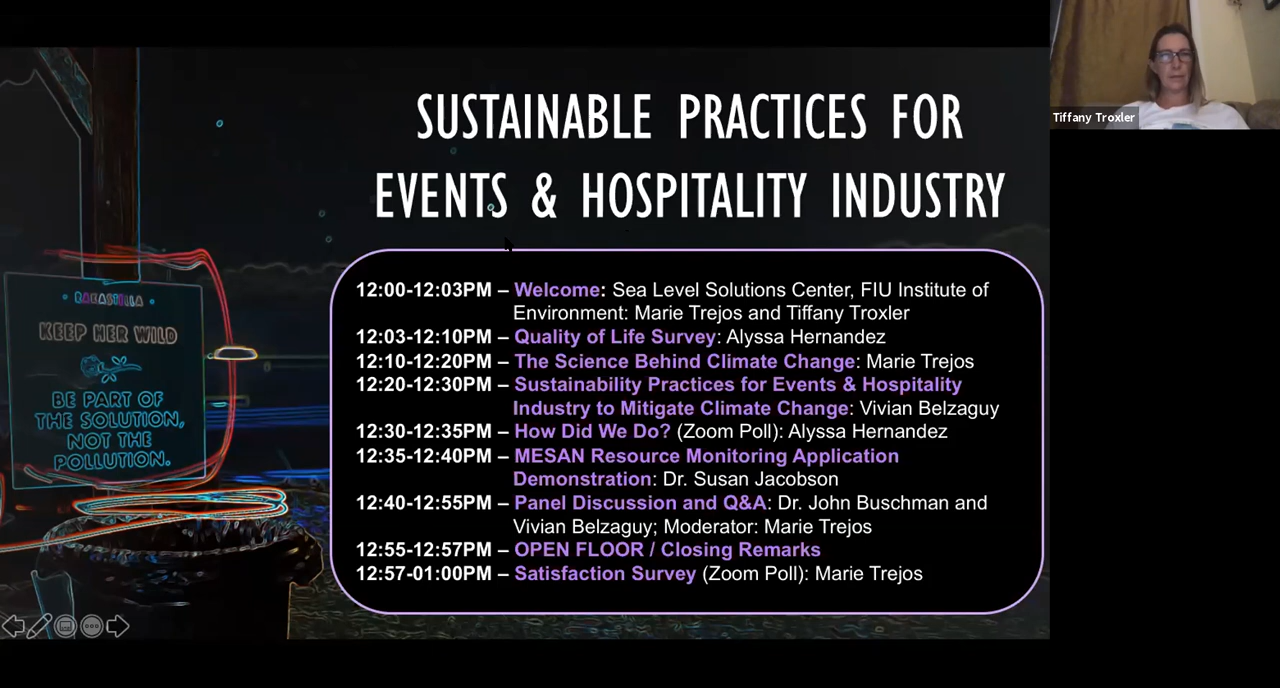 SUSTAINABLE PRACTICES FOR
EVENTS & HOSPITALITY INDUSTRY
12:00-12:03PM – Welcome: Sea Level Solutions Center, FIU Institute of
Environment: Marie Trejos and Tiffany Troxler
12:03-12:10PM – Quality of Life Survey: Alyssa Hernandez
12:10-12:20PM – The Science Behind Climate Change: Marie Trejos
12:20-12:30PM – Sustainability Practices for Events & Hospitality
Industry to Mitigate Climate Change: Vivian Belzaguy
12:30-12:35PM – How Did We Do? (Zoom Poll): Alyssa Hernandez
12:35-12:40PM – MESAN Resource Monitoring Application
Demonstration: Dr. Susan Jacobson
12:40-12:55PM – Panel Discussion and Q&A: Dr. John Buschman and
Vivian Belzaguy; Moderator: Marie Trejos
12:55-12:57PM – OPEN FLOOR / Closing Remarks
12:57-01:00PM – Satisfaction Survey (Zoom Poll): Marie Trejos
KEEP HER WILD
BE PART OF
THE SOLUTION,
NOT THE
POLLUTION.
Tiffany Troxler